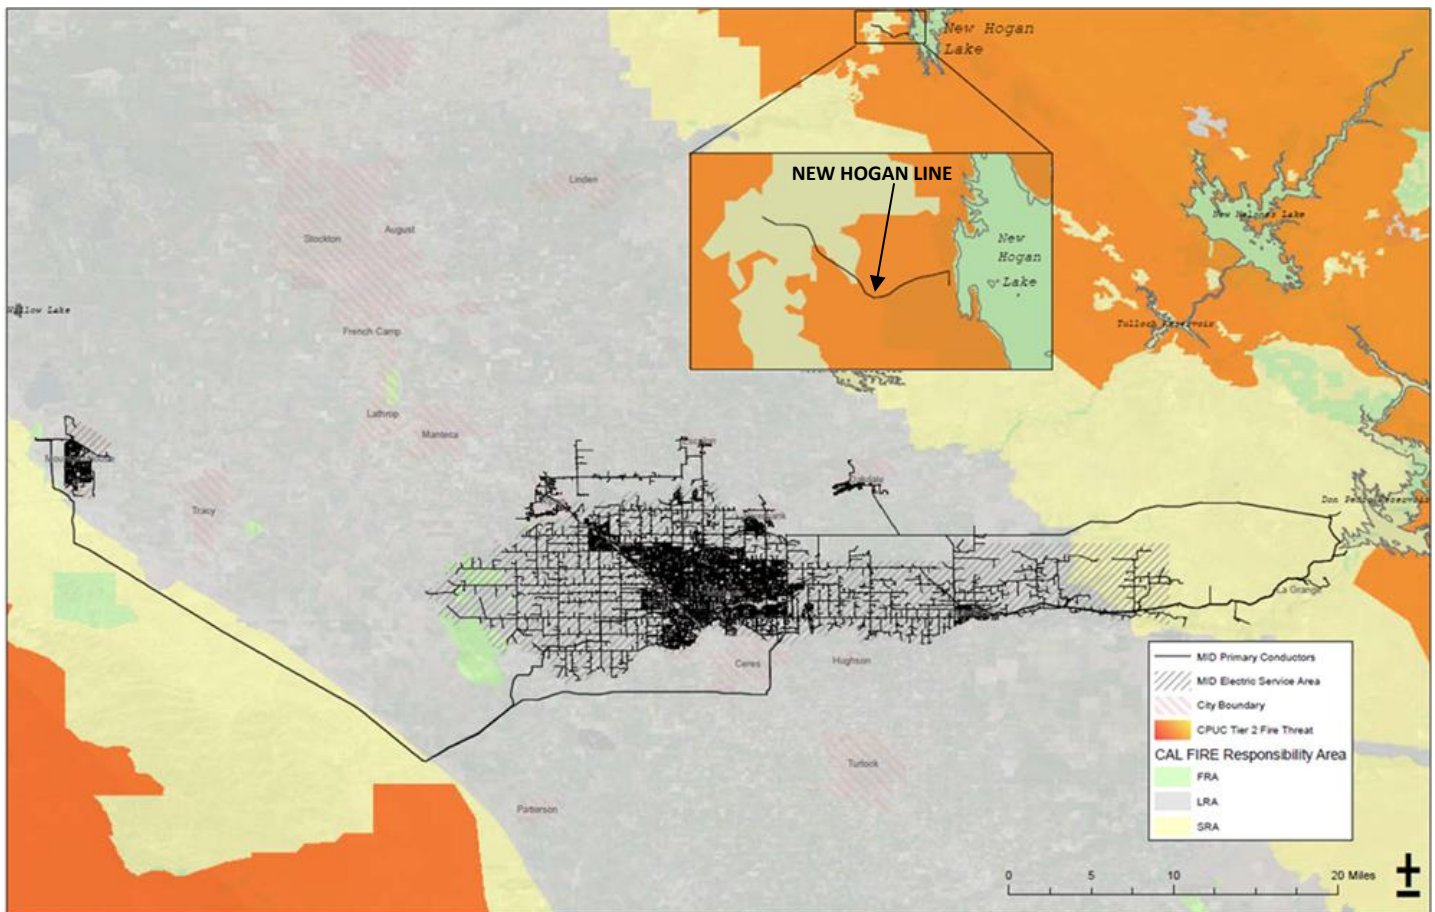 New Hogan
Lake
NEW HOGAN LINE
Linden
August
Stockton
New Melones Lake
New
Hogan
Lake
French Camp
Tulloch Reservoir
Lathrop
Manteca
Tracy
Don Pedro Reservoir
La Grange
Ceres
Hughson
MID Primary Conductors
MID Electric Service Area
City Boundary
CPUC Tier 2 Fire Threat
CAL FIRE Responsibility Area
FRA
LRA
SRA
Turlock
Patterson
0 5 10 20 Miles